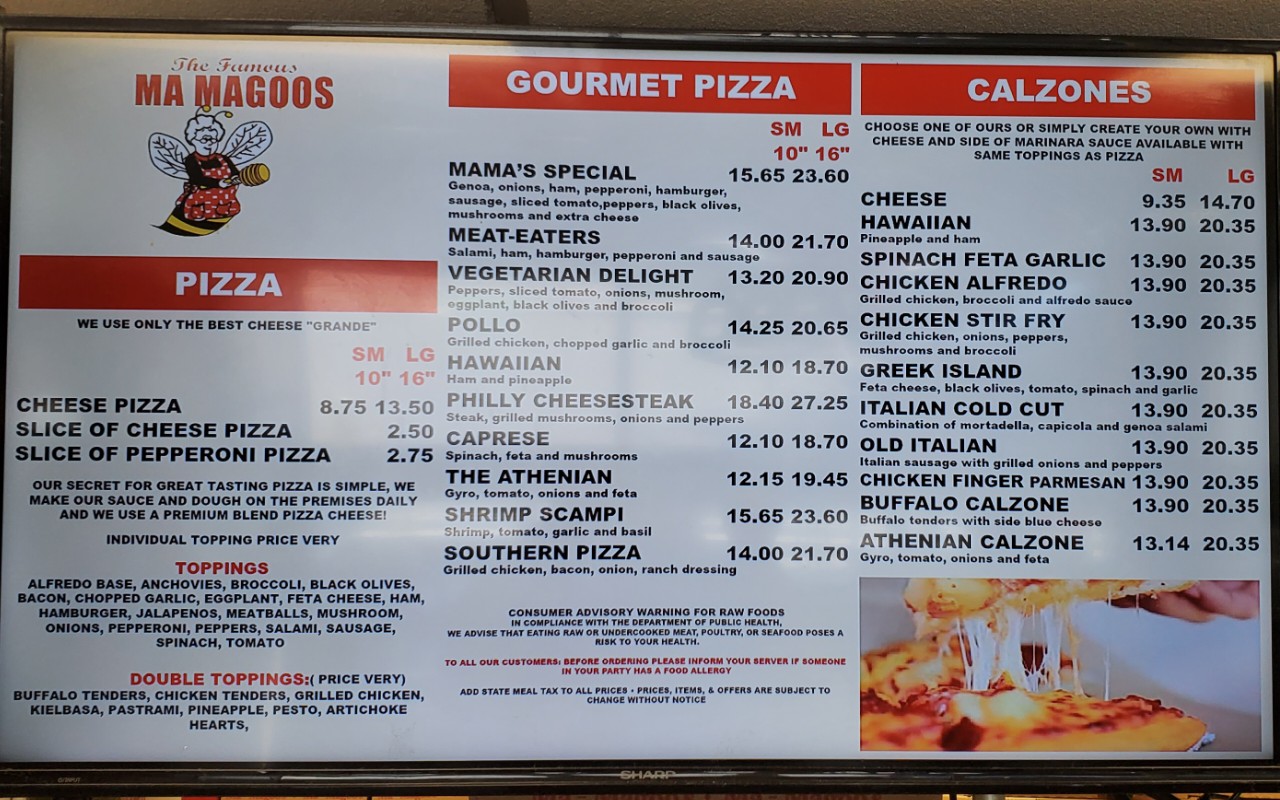 The Famous
MA MAGOOS
PIZZA
WE USE ONLY THE BEST CHEESE "GRANDE"
SM LG
10" 16"
CHEESE PIZZA 8.75 13.50
SLICE OF CHEESE PIZZA 2.50
SLICE OF PEPPERONI PIZZA 2.75
OUR SECRET FOR GREAT TASTING PIZZA IS SIMPLE, WE
MAKE OUR SAUCE AND DOUGH ON THE PREMISES DAILY
AND WE USE A PREMIUM BLEND PIZZA CHEESE!
INDIVIDUAL TOPPING PRICE VERY
TOPPINGS
ALFREDO BASE, ANCHOVIES, BROCCOLI, BLACK OLIVES,
BACON, CHOPPED GARLIC, EGGPLANT, FETA CHEESE, HAM,
HAMBURGER, JALAPENOS, MEATBALLS, MUSHROOM,
ONIONS, PEPPERONI, PEPPERS, SALAMI, SAUSAGE,
SPINACH, TOMATO
DOUBLE TOPPINGS:( PRICE VERY)
BUFFALO TENDERS, CHICKEN TENDERS, GRILLED CHICKEN,
KIELBASA, PASTRAMI, PINEAPPLE, PESTO, ARTICHOKE
HEARTS,
GOURMET PIZZA
SM LG
10" 16"
MAMA'S SPECIAL 15.65 23.60
Genoa, onions, ham, pepperoni, hamburger,
sausage, sliced tomato,peppers, black olives,
mushrooms and extra cheese
MEAT-EATERS 14.00 21.70
Salami, ham, hamburger, pepperoni and sausage
VEGETARIAN DELIGHT 13.20 20.90
Peppers, sliced tomato, onions, mushroom,
eggplant, black olives and broccoli
POLLO 14.25 20.65
Grilled chicken, chopped garlic and broccoli
HAWAIIAN 12.10 18.70
Ham and pineapple
PHILLY CHEESESTEAK 18.40 27.25
Steak, grilled mushrooms, onions and peppers
CAPRESE 12.10 18.70
Spinach, feta and mushrooms
THE ATHENIAN 12.15 19.45
Gyro, tomato, onions and feta
SHRIMP SCAMPI 15.65 23.60
Shrimp, tomato, garlic and basil
SOUTHERN PIZZA 14.00 21.70
Grilled chicken, bacon, onion, ranch dressing
CONSUMER ADVISORY WARNING FOR RAW FOODS
IN COMPLIANCE WITH THE DEPARTMENT OF PUBLIC HEALTH,
WE ADVISE THAT EATING RAW OR UNDERCOOKED MEAT, POULTRY, OR SEAFOOD POSES A
RISK TO YOUR HEALTH.
TO ALL OUR CUSTOMERS: BEFORE ORDERING PLEASE INFORM YOUR SERVER IF SOMEONE
IN YOUR PARTY HAS A FOOD ALLERGY
ADD STATE MEAL TAX TO ALL PRICES • PRICES, ITEMS, & OFFERS ARE SUBJECT TO
CHANGE WITHOUT NOTICE
CALZONES
CHOOSE ONE OF OURS OR SIMPLY CREATE YOUR OWN WITH
CHEESE AND SIDE OF MARINARA SAUCE AVAILABLE WITH
SAME TOPPINGS AS PIZZA
SM LG
CHEESE 9.35 14.70
HAWAIIAN 13.90 20.35
Pineapple and ham
SPINACH FETA GARLIC 13.90 20.35
CHICKEN ALFREDO 13.90 20.35
Grilled chicken, broccoli and alfredo sauce
CHICKEN STIR FRY 13.90 20.35
Grilled chicken, onions, peppers,
mushrooms and broccoli
GREEK ISLAND 13.90 20.35
Feta cheese, black olives, tomato, spinach and garlic
ITALIAN COLD CUT 13.90 20.35
Combination of mortadella, capicola and genoa salami
OLD ITALIAN 13.90 20.35
Italian sausage with grilled onions and peppers
CHICKEN FINGER PARMESAN 13.90 20.35
BUFFALO CALZONE 13.90 20.35
Buffalo tenders with side blue cheese
ATHENIAN CALZONE 13.14 20.35
Gyro, tomato, onions and feta
SHARP